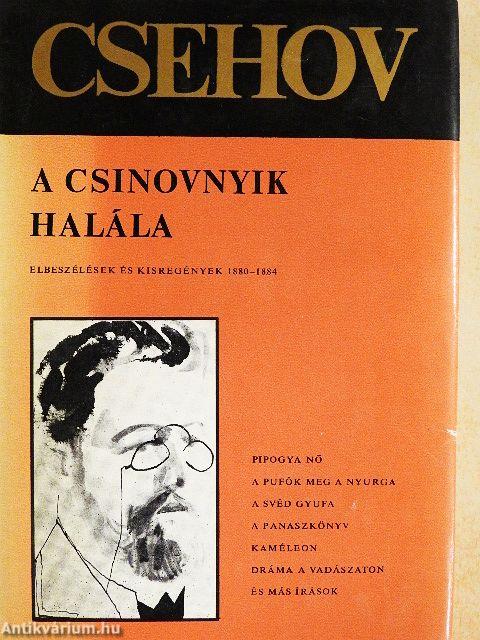 CSEHOV
A CSINOVNYIK
HALÁLA
ELBESZÉLÉSEK ÉS KISREGÉNYEK 1880–1884
PIPOGYA NŐ
A PUFÓK MEG A NYURGA
A SVÉD GYUFA
A PANASZKÖNYV
KAMÉLEON
DRÁMA A VADÁSZATON
ÉS MÁS ÍRÁSOK
Antikvárium.hu